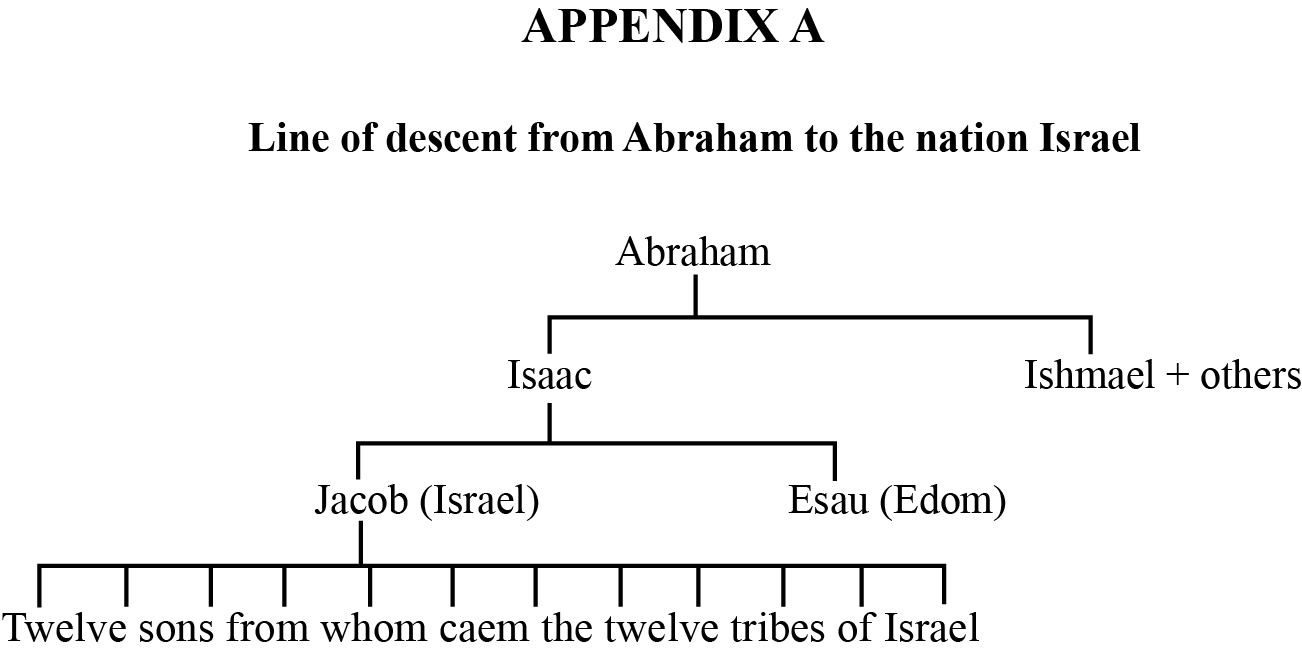 APPENDIX A
Line of descent from Abraham to the nation Israel
Abraham
Isaac
Ishmael + others
Jacob (Israel)
Esau (Edom)
Twelve sons from whom caem the twelve tribes of Israel